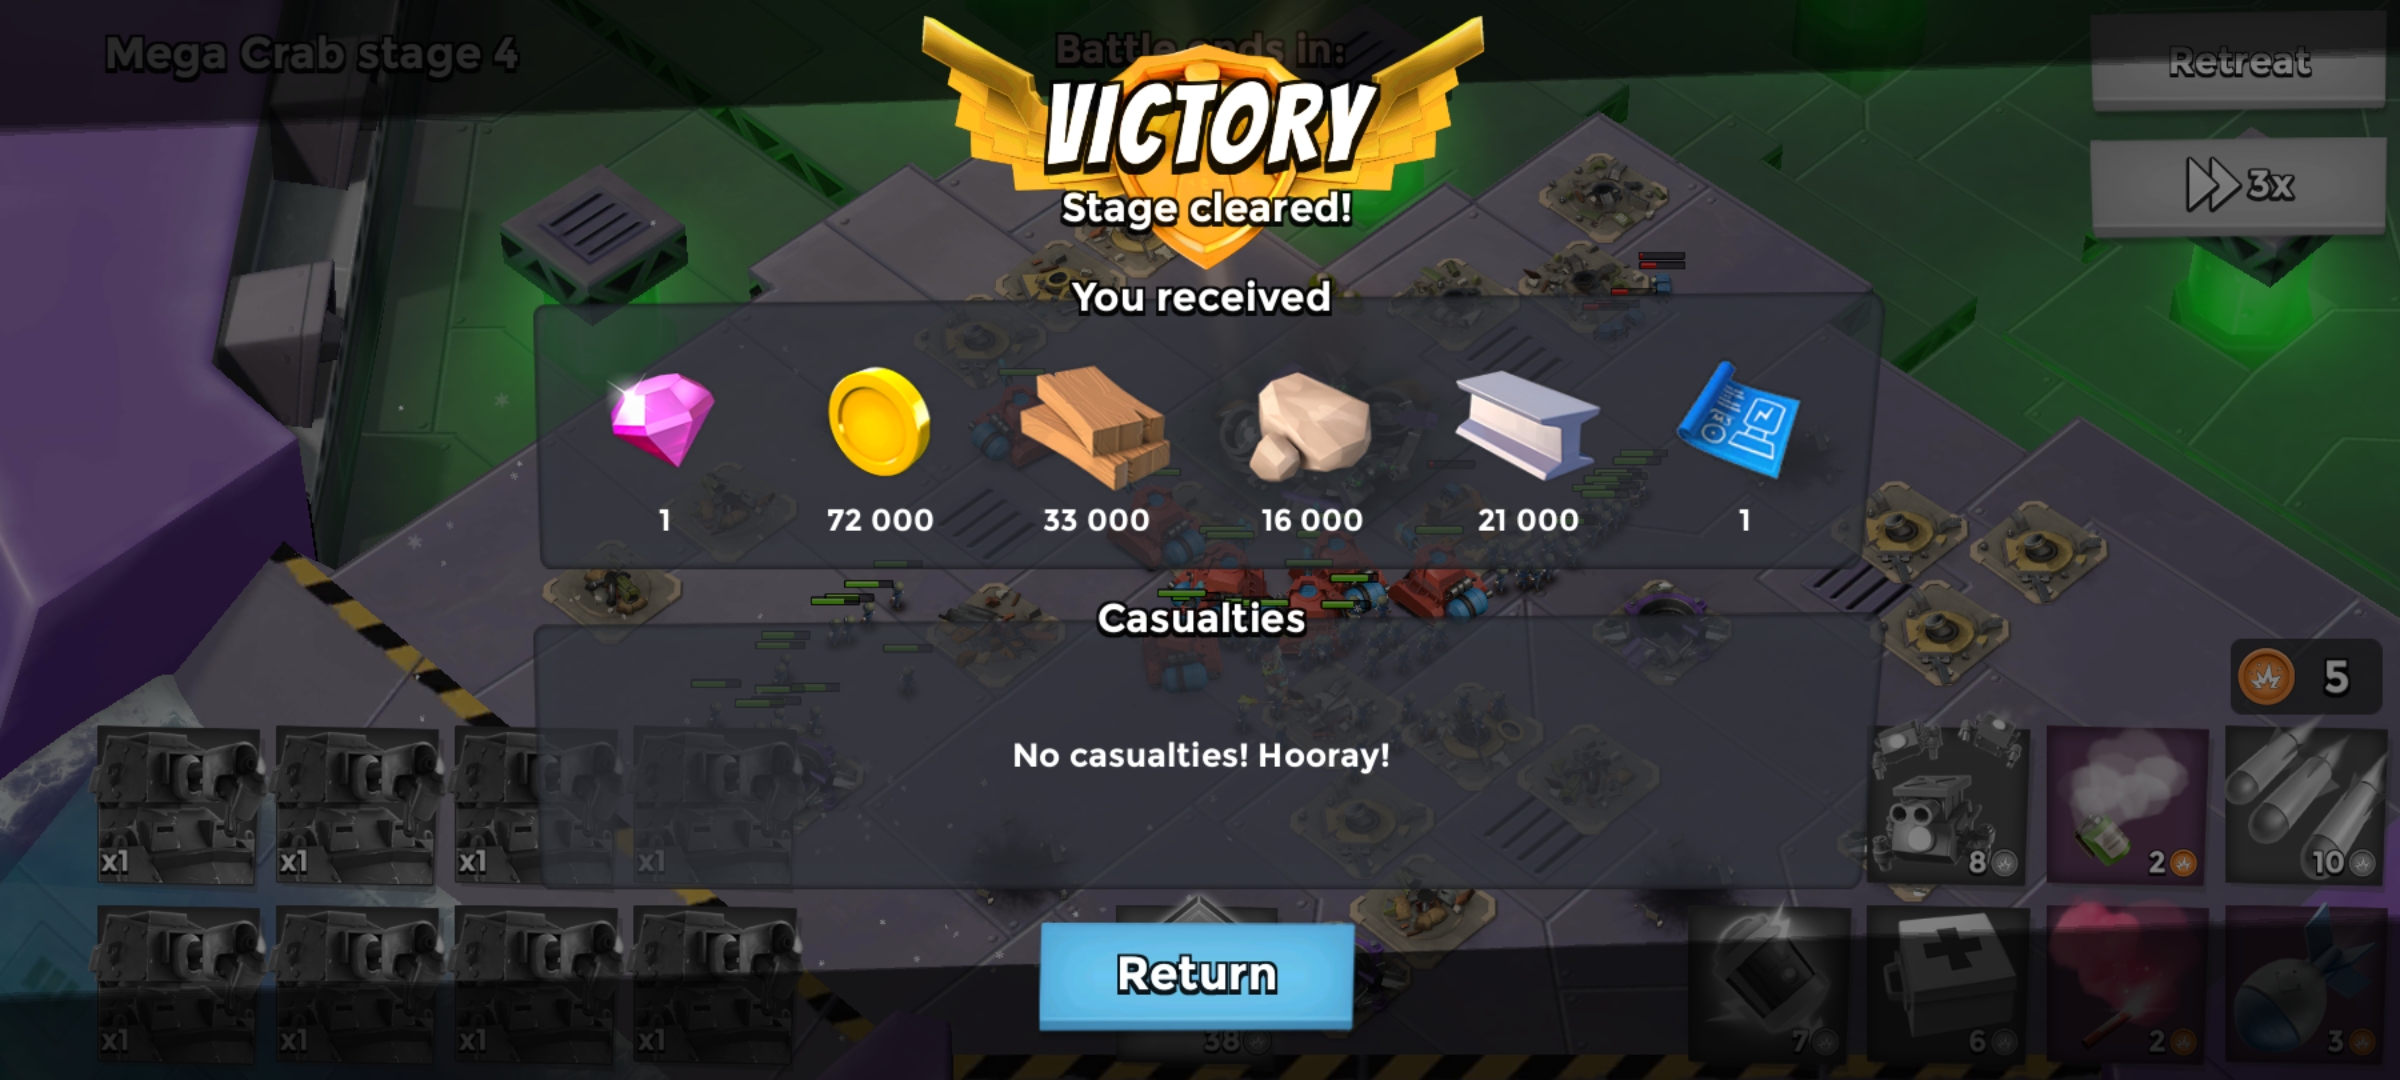 Mega Crab stage 4
Battle ends in:
Retreat
VICTORY
Stage cleared!
3x
You received
1
72 000
33 000
16 000
21 000
1
Casualties
No casualties! Hooray!
5
x1
x1
x1
x1
8
2
10
Return
x1
x1
x1
x1
38
7
6
2
3